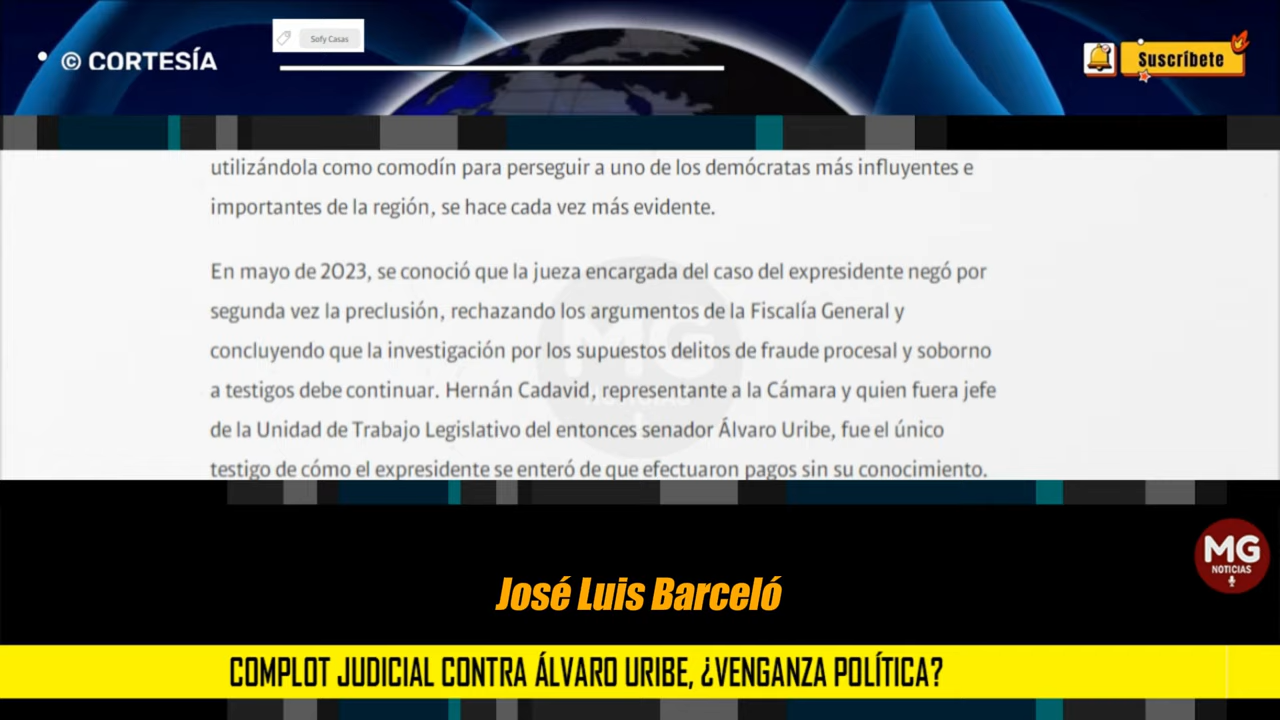 Sofy Casas
© CORTESÍA
Suscríbete
utilizándola como comodín para perseguir a uno de los demócratas más influyentes e
importantes de la región, se hace cada vez más evidente.
En mayo de 2023, se conoció que la jueza encargada del caso del expresidente negó por
segunda vez la preclusión, rechazando los argumentos de la Fiscalía General y
concluyendo que la investigación por los supuestos delitos de fraude procesal y soborno
a testigos debe continuar. Hernán Cadavid, representante a la Cámara y quien fuera jefe
de la Unidad de Trabajo Legislativo del entonces senador Álvaro Uribe, fue el único
testigo de cómo el expresidente se enteró de que efectuaron pagos sin su conocimiento.
MG
NOTICIAS
MG
NOTICIAS
José Luis Barceló
COMPLOT JUDICIAL CONTRA ÁLVARO URIBE, ¿VENGANZA POLÍTICA?